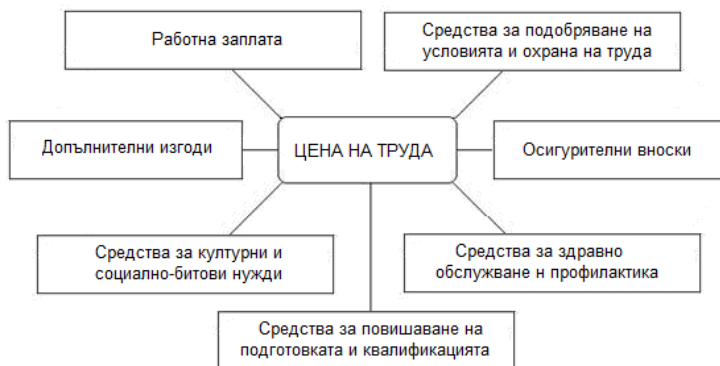 Работна заплата
Средства за подобряване на
условията и охрана на труда
Допълнителни изгоди
ЦЕНА НА ТРУДА
Осигурителни вноски
Средства за културни и
социално-битови нужди
Средства за здравно
обслужване н профилактика
Средства за повишаване на
подготовката и квалификацията